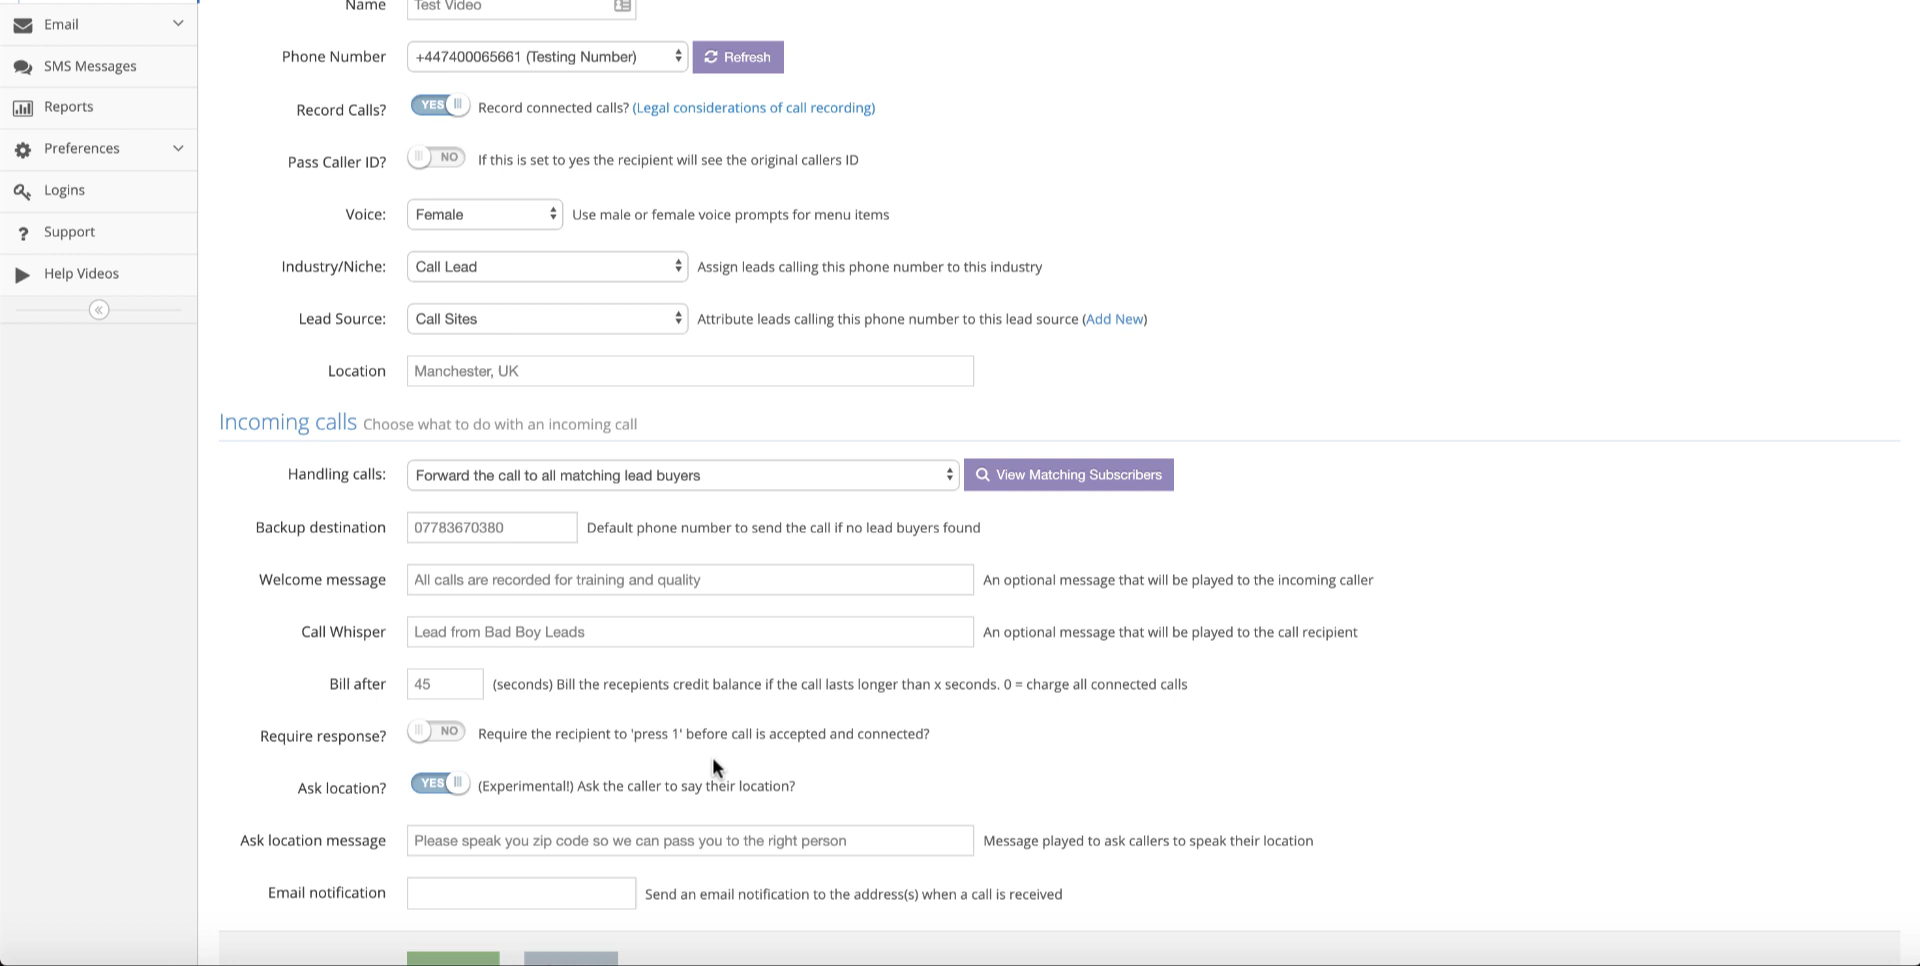 Name Test Video
Email
Phone Number +447400065661 (Testing Number) Refresh
SMS Messages
Reports
Record Calls? YES Record connected calls? (Legal considerations of call recording)
Preferences
Pass Caller ID? NO If this is set to yes the recipient will see the original callers ID
Logins
Voice: Female Use male or female voice prompts for menu items
Support
Industry/Niche: Call Lead Assign leads calling this phone number to this industry
Help Videos
Lead Source: Call Sites Attribute leads calling this phone number to this lead source (Add New)
Location Manchester, UK
Incoming calls Choose what to do with an incoming call
Handling calls: Forward the call to all matching lead buyers View Matching Subscribers
Backup destination 07783670380 Default phone number to send the call if no lead buyers found
Welcome message All calls are recorded for training and quality An optional message that will be played to the incoming caller
Call Whisper Lead from Bad Boy Leads An optional message that will be played to the call recipient
Bill after 45 (seconds) Bill the recepients credit balance if the call lasts longer than x seconds. 0 = charge all connected calls
Require response? NO Require the recipient to 'press 1' before call is accepted and connected?
Ask location? YES (Experimental!) Ask the caller to say their location?
Ask location message Please speak you zip code so we can pass you to the right person Message played to ask callers to speak their location
Email notification Send an email notification to the address(s) when a call is received